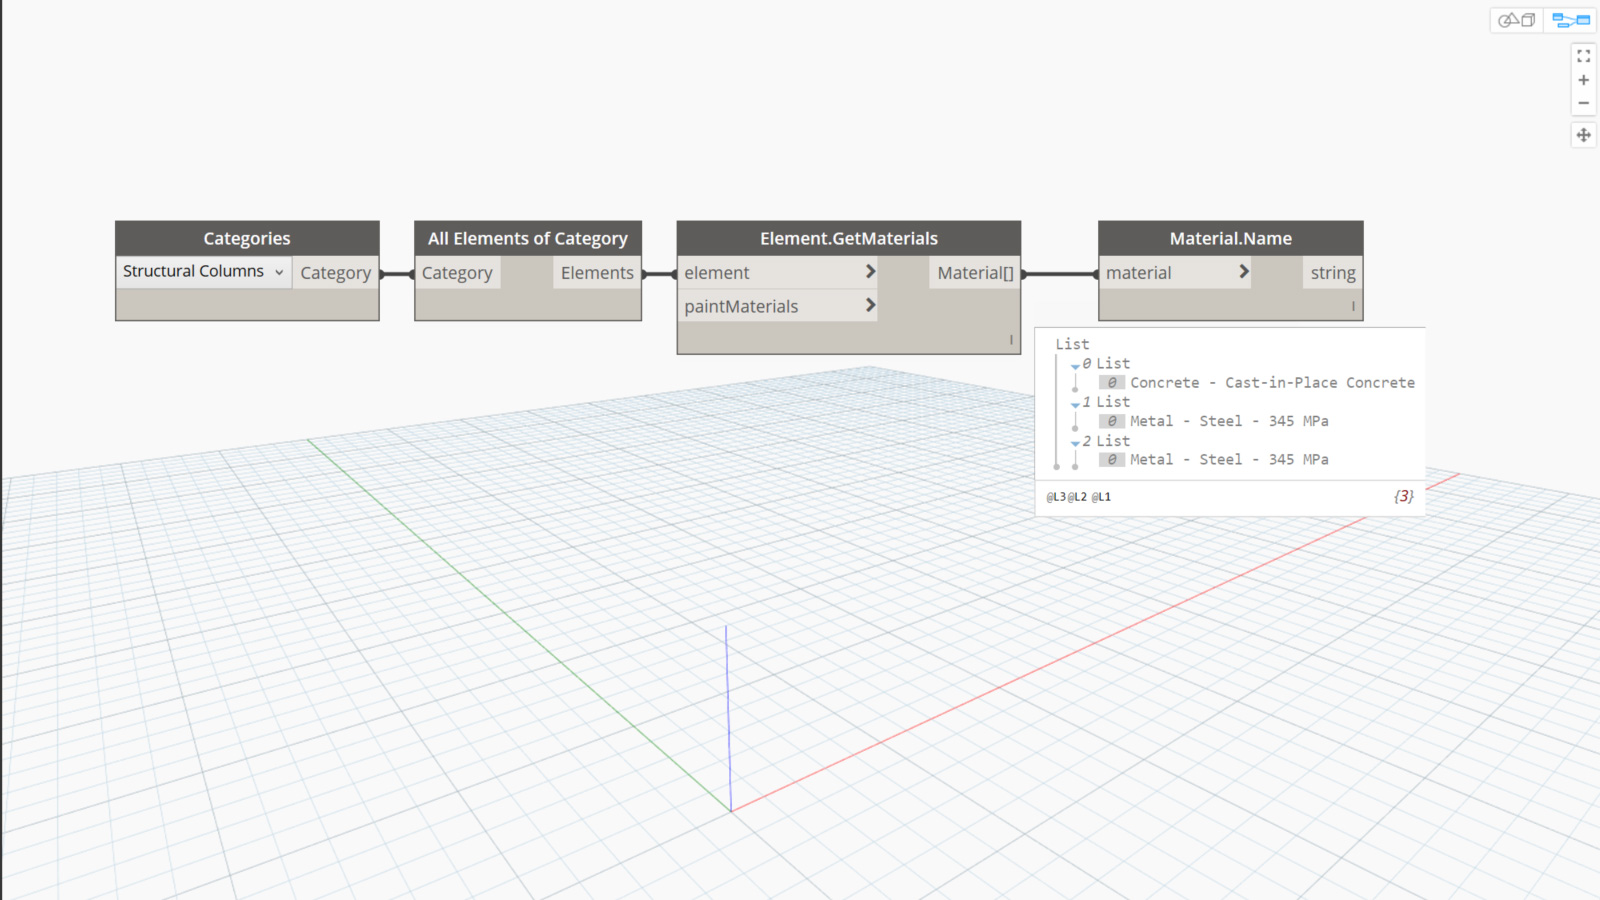 Categories
Structural Columns Category
All Elements of Category
Category Elements
Element.GetMaterials
element Material[]
paintMaterials
Material.Name
material string
List
0 List
0 Concrete - Cast-in-Place Concrete
1 List
0 Metal - Steel - 345 MPa
2 List
0 Metal - Steel - 345 MPa
@L3 @L2 @L1 {3}